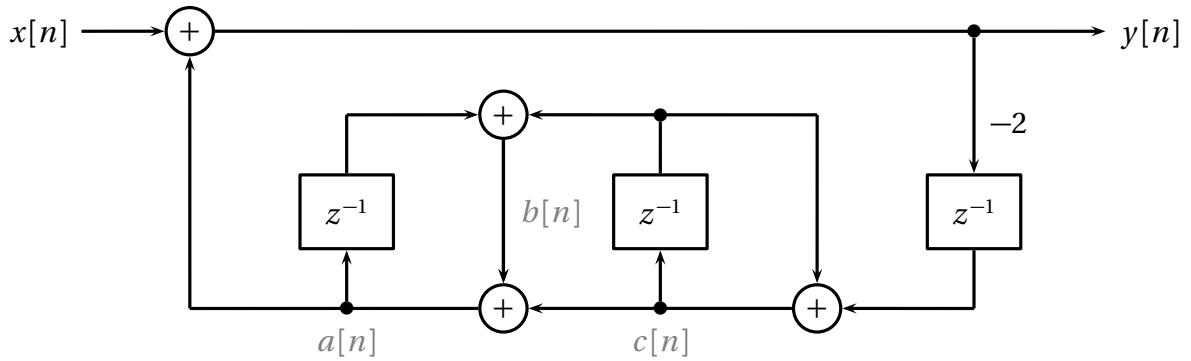 x[n] + y[n]
+ −2
z⁻¹ b[n] z⁻¹ z⁻¹
+ +
a[n] c[n]